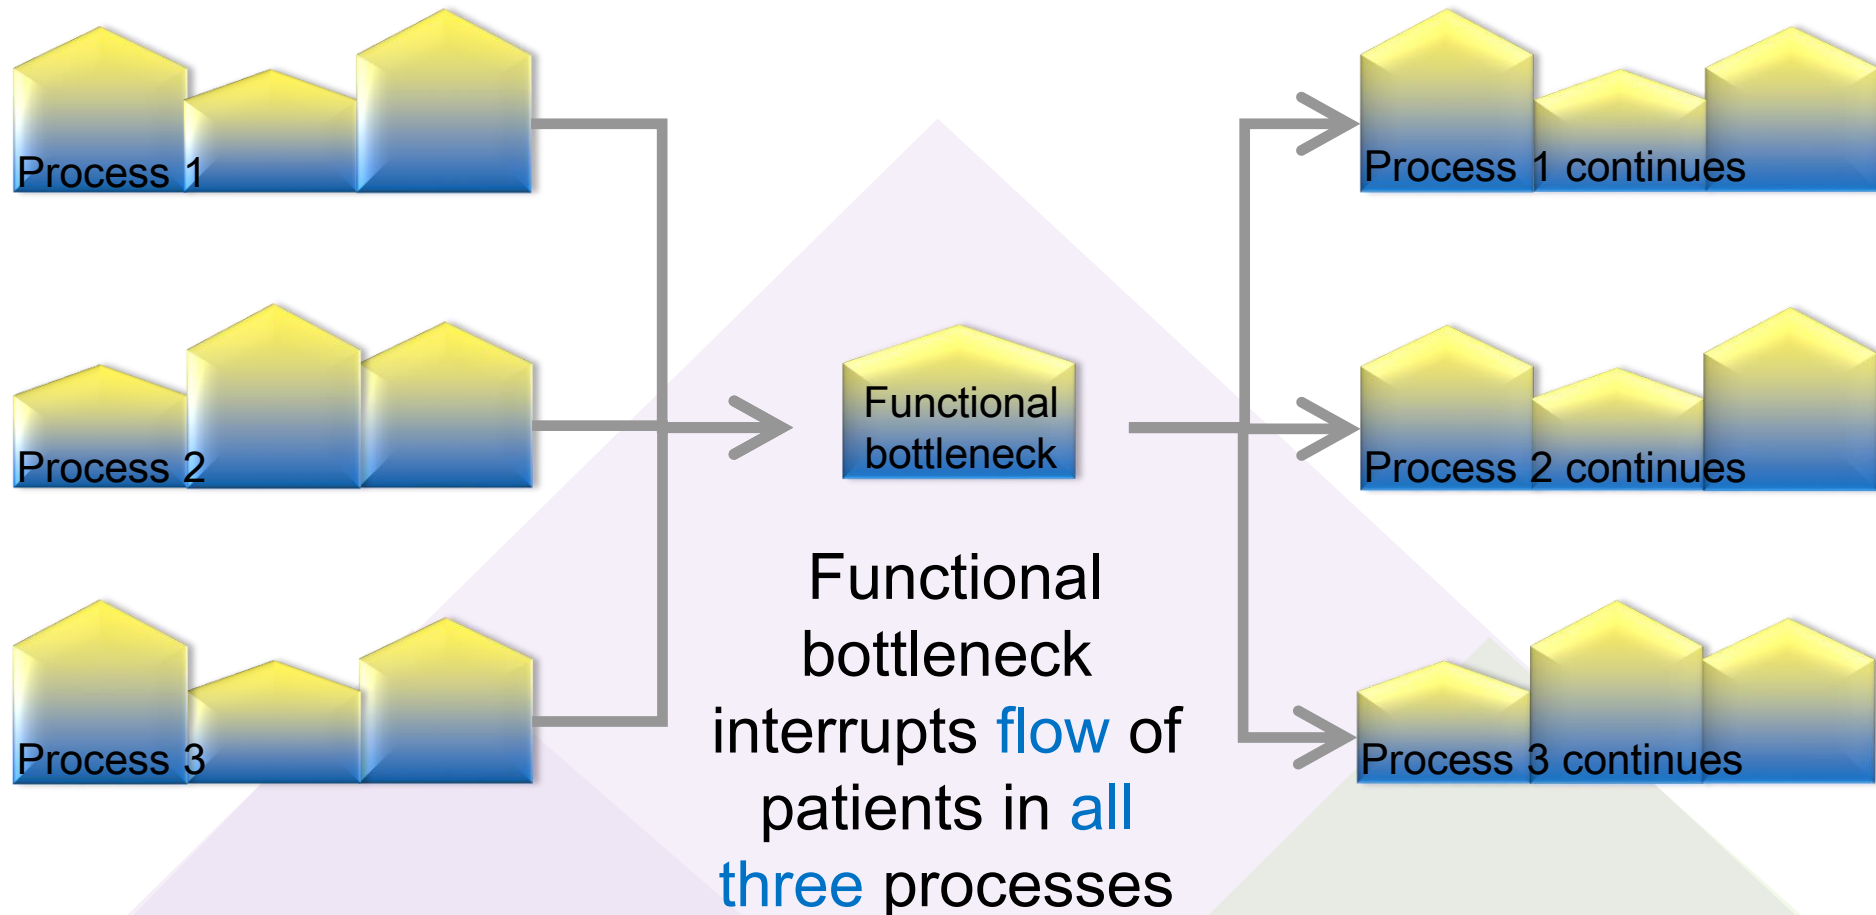 Process 1
Process 1 continues
Process 2
Functional
bottleneck
Process 2 continues
Process 3
Process 3 continues
Functional
bottleneck
interrupts flow of
patients in all
three processes